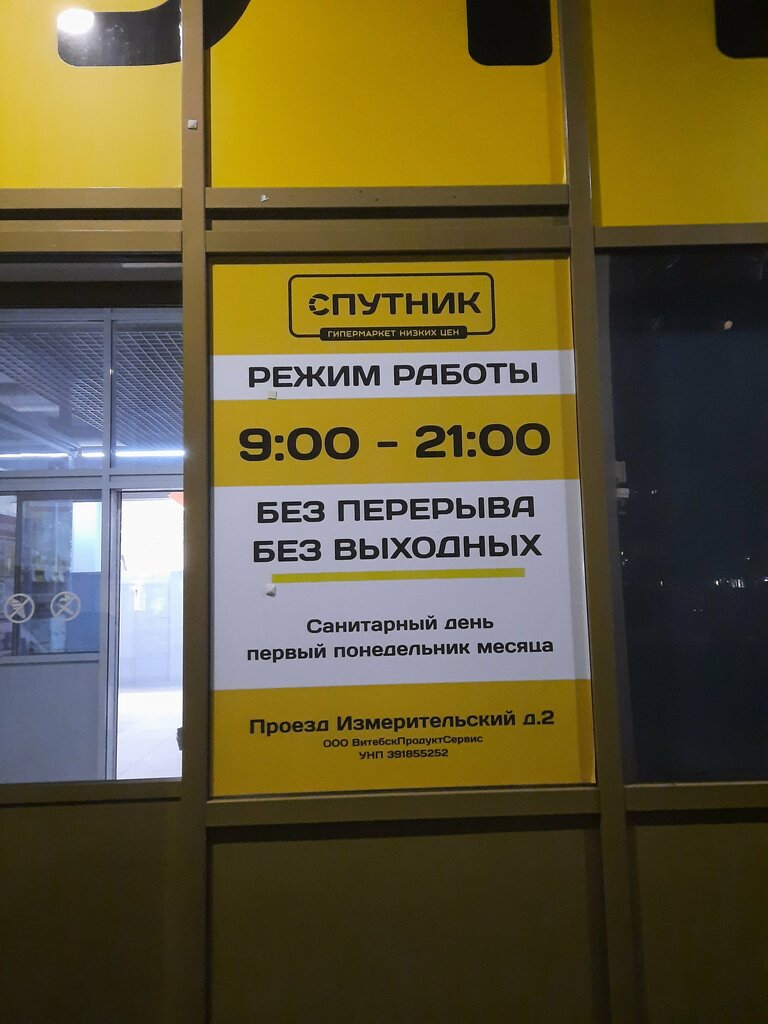 СПУТНИК
ГИПЕРМАРКЕТ НИЗКИХ ЦЕН
РЕЖИМ РАБОТЫ
9:00 - 21:00
БЕЗ ПЕРЕРЫВА
БЕЗ ВЫХОДНЫХ
Санитарный день
первый понедельник месяца
Проезд Измерительский д.2
ООО ВитебскПродуктСервис
УНП 391855252